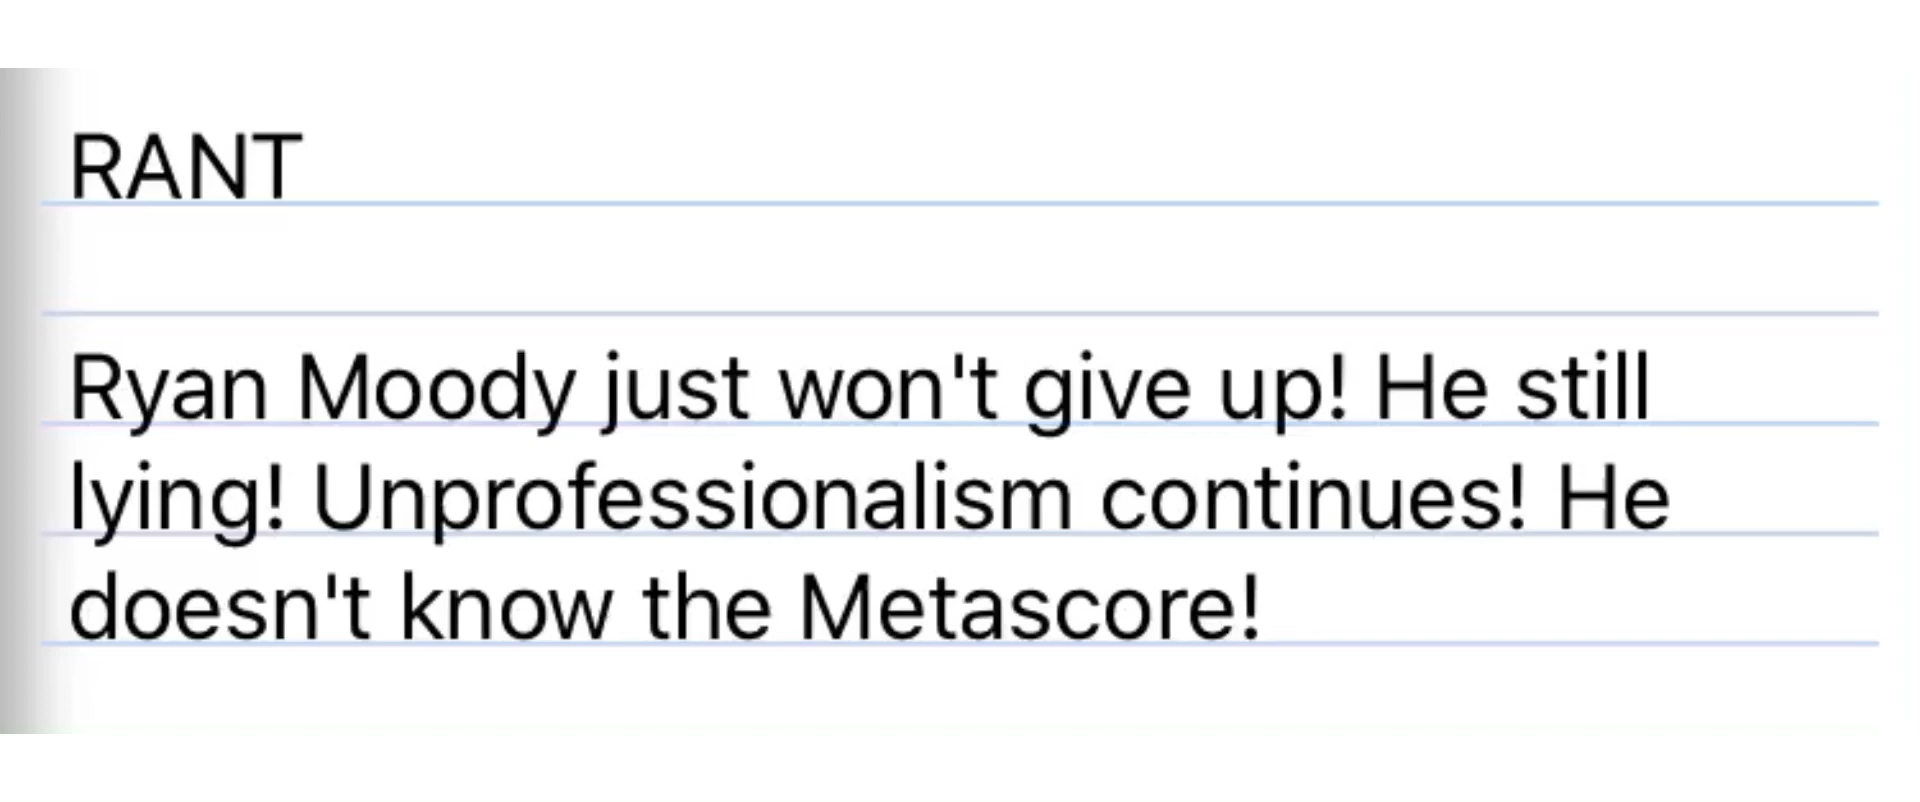 RANT
Ryan Moody just won't give up! He still
lying! Unprofessionalism continues! He
doesn't know the Metascore!